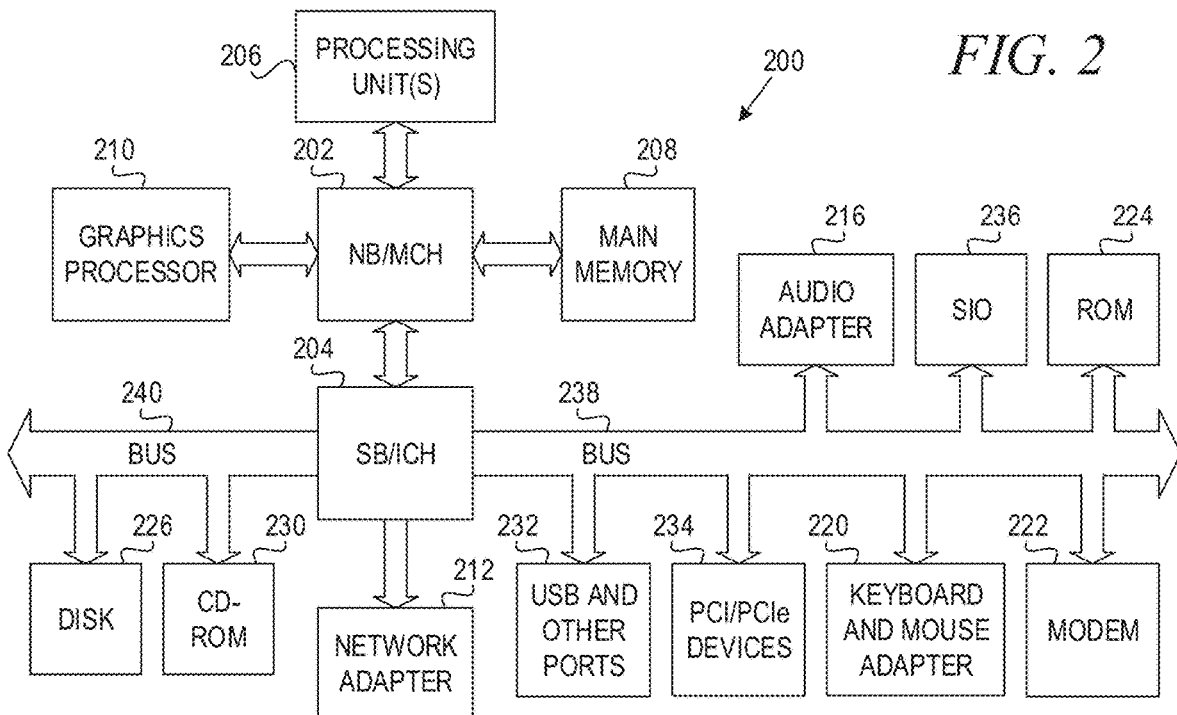 FIG. 2
200
206
PROCESSING
UNIT(S)
210
GRAPHICS
PROCESSOR
202
NB/MCH
208
MAIN
MEMORY
216
AUDIO
ADAPTER
236
SIO
224
ROM
204
SB/ICH
240
BUS
238
BUS
226
DISK
230
CD-
ROM
212
NETWORK
ADAPTER
232
USB AND
OTHER
PORTS
234
PCI/PCIe
DEVICES
220
KEYBOARD
AND MOUSE
ADAPTER
222
MODEM